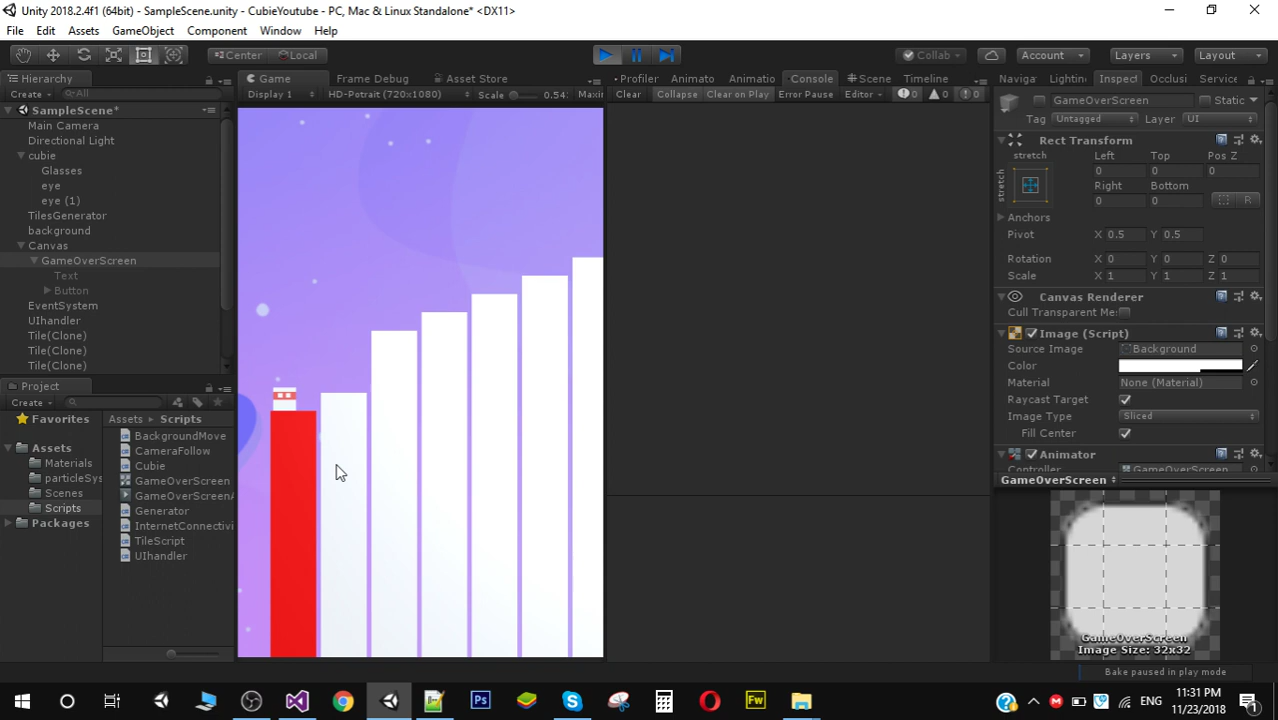 Unity 2018.2.4f1 (64bit) - SampleScene.unity - CubieYoutube - PC, Mac & Linux Standalone* <DX11>
File Edit Assets GameObject Component Window Help
Center Local Collab Account Layers Layout
Hierarchy Game Frame Debug Asset Store Profiler Animato Animatio Console Scene Timeline Naviga Lightin Inspect Occlusi Service
Create All Display 1 HD-Potrait (720x1280) Scale 0.54 Maxi Clear Collapse Clear on Play Error Pause Editor 0 0 0 GameOverScreen Static
SampleScene*
Tag Untagged Layer UI
Main Camera
Directional Light
Rect Transform
cubie
stretch Left Top Pos Z
Glasses
stretch 0 0 0
eye
Right Bottom
eye (1)
0 0 R
TilesGenerator
Anchors
background
Pivot X 0.5 Y 0.5
Canvas
GameOverScreen
Rotation X 0 Y 0 Z 0
Text
Scale X 1 Y 1 Z 1
Button
Canvas Renderer
EventSystem
Cull Transparent Me:
UIhandler
Image (Script)
Tile(Clone)
Source Image Background
Tile(Clone)
Color
Tile(Clone)
Material None (Material)
Project
Raycast Target
Create
Image Type Sliced
Favorites Assets Scripts
Fill Center
BackgroundMove
Assets CameraFollow
Animator
Materials Cubie
Controller GameOverScreen
particleSys GameOverScreen
GameOverScreen
Scenes GameOverScreenA
Scripts Generator
Packages InternetConnectivi
TileScript
UIhandler
GameOverScreen
Image Size: 32x32
Bake paused in play mode
Ps Fw ENG 11:31 PM
11/23/2018 1